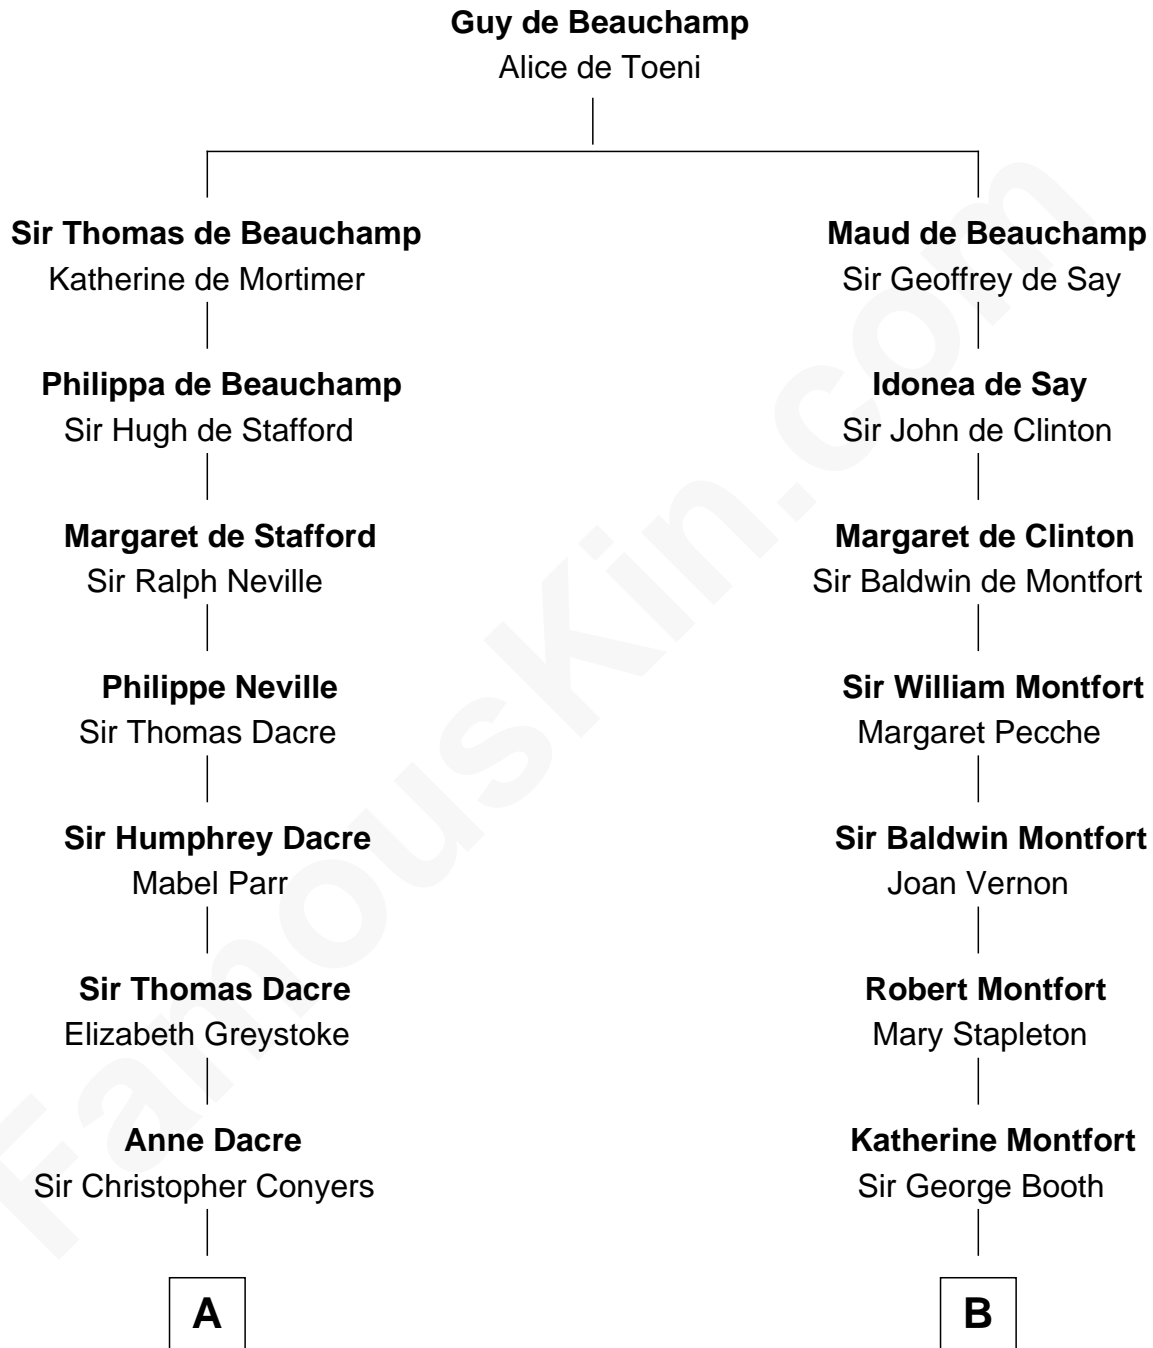 Guy de Beauchamp
Alice de Toeni
Sir Thomas de Beauchamp
Katherine de Mortimer
Maud de Beauchamp
Sir Geoffrey de Say
Philippa de Beauchamp
Sir Hugh de Stafford
Idonea de Say
Sir John de Clinton
Margaret de Stafford
Sir Ralph Neville
Margaret de Clinton
Sir Baldwin de Montfort
Philippe Neville
Sir Thomas Dacre
Sir William Montfort
Margaret Pecche
Sir Humphrey Dacre
Mabel Parr
Sir Baldwin Montfort
Joan Vernon
Sir Thomas Dacre
Elizabeth Greystoke
Robert Montfort
Mary Stapleton
Anne Dacre
Sir Christopher Conyers
Katherine Montfort
Sir George Booth
A
B
FamousKin.com